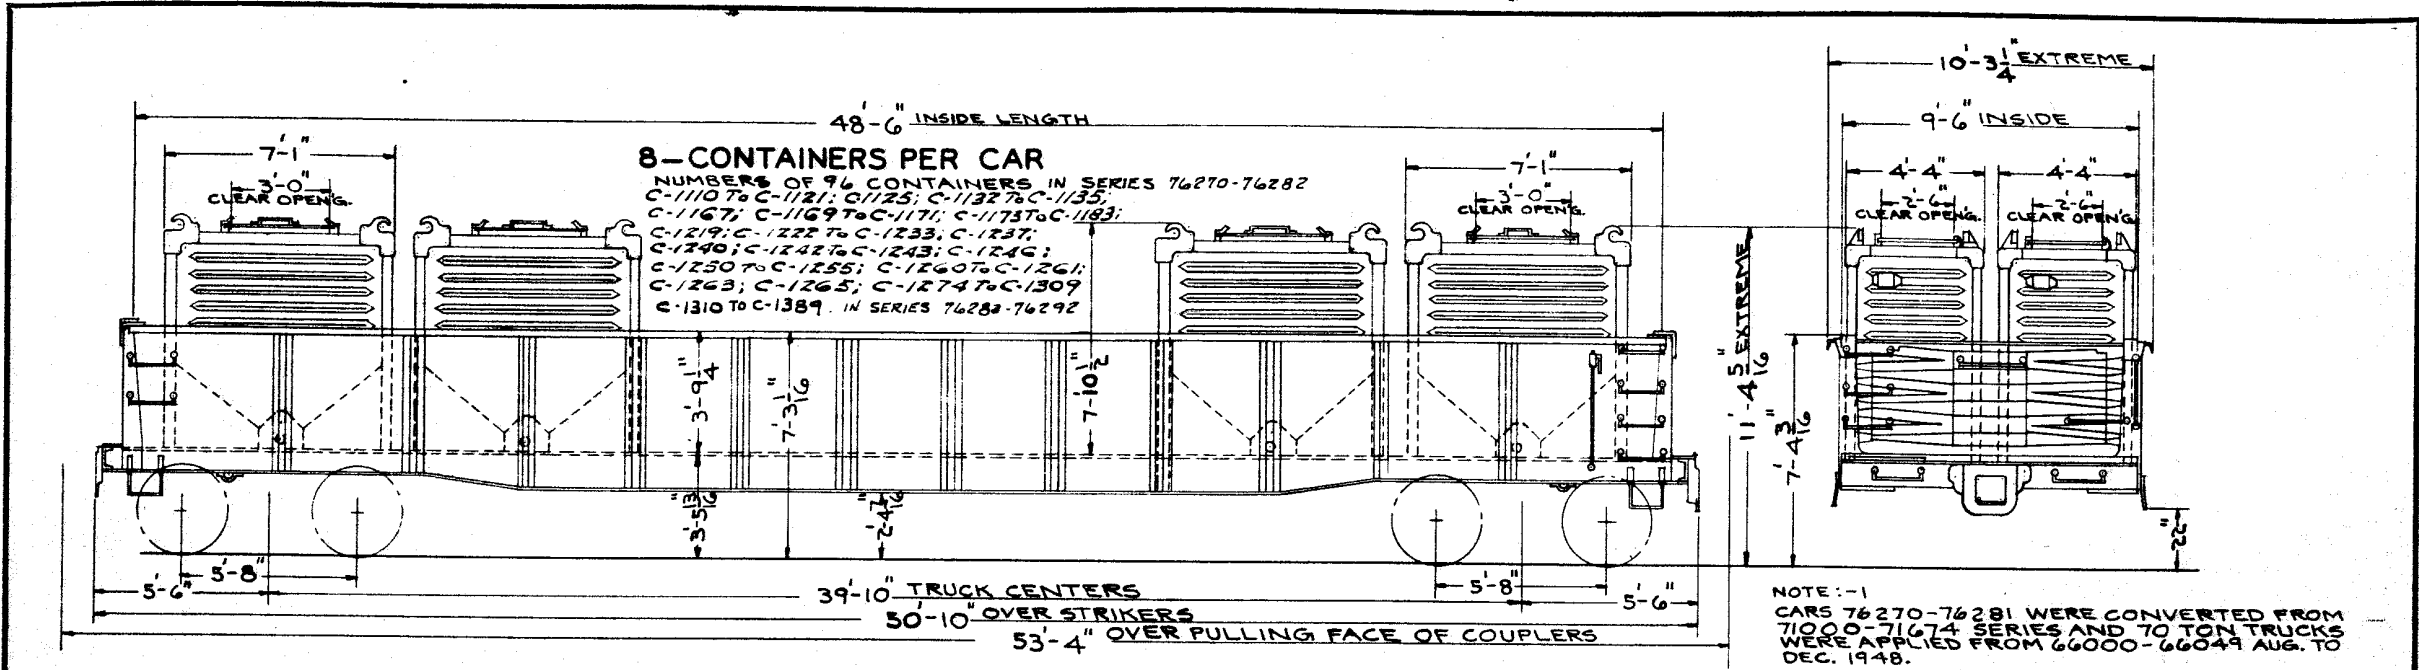 10'-3 1/4" EXTREME
48'-6" INSIDE LENGTH
9'-6" INSIDE
7'-1"
8-CONTAINERS PER CAR
7'-1"
4'-4"
4'-4"
NUMBERS OF 96 CONTAINERS IN SERIES 76270-76282
3'-0"
CLEAR OPEN'G.
3'-0"
CLEAR OPEN'G.
2'-6"
CLEAR OPEN'G.
2'-6"
CLEAR OPEN'G.
C-1110 TO C-1121; C1125; C-1132 TO C-1135;
C-1167; C-1169 TO C-1171; C-1173 TO C-1183;
C-1219; C-1222 TO C-1233; C-1237;
C-1240; C-1242 TO C-1243; C-1246;
C-1250 TO C-1255; C-1260 TO C-1261;
C-1263; C-1265; C-1274 TO C-1309
C-1310 TO C-1389. IN SERIES 76283-76292
3'-9 1/4"
7'-3 1/16"
7'-10 1/2"
11'-4 5/16" EXTREME
7'-4 3/16"
3'-5 13/16"
2'-4 7/16"
22"
5'-8"
5'-8"
5'-6"
39'-10" TRUCK CENTERS
5'-6"
50'-10" OVER STRIKERS
53'-4" OVER PULLING FACE OF COUPLERS
NOTE:-1
CARS 76270-76281 WERE CONVERTED FROM
71000-71674 SERIES AND 70 TON TRUCKS
WERE APPLIED FROM 66000-66049 AUG. TO
DEC. 1948.